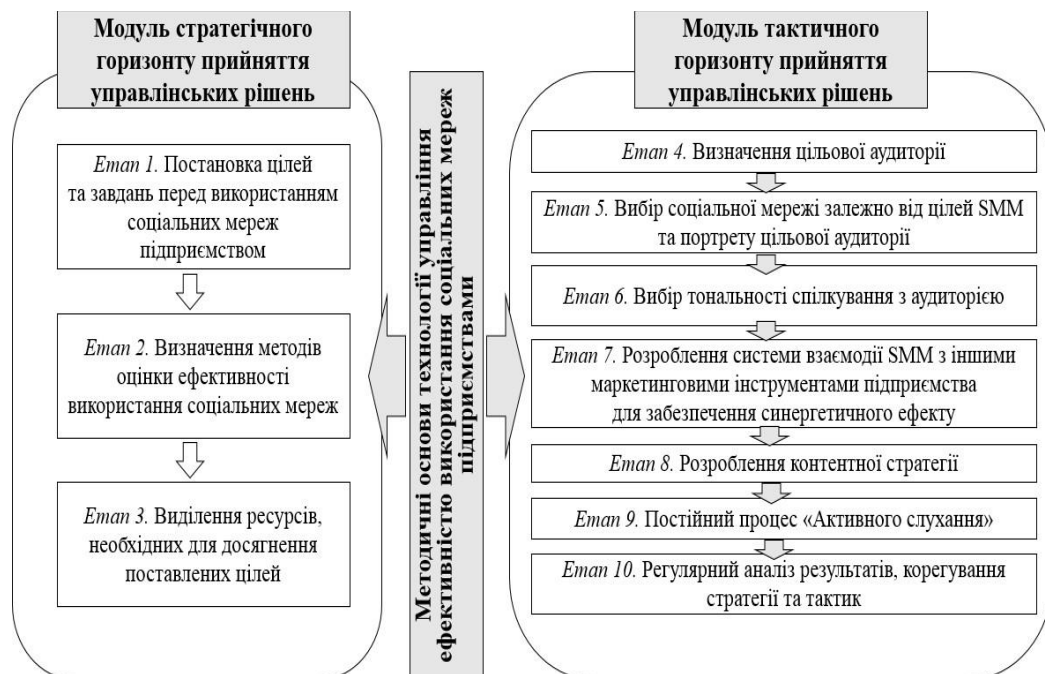 Модуль стратегічного
горизонту прийняття
управлінських рішень
Етап 1. Постановка цілей
та завдань перед використанням
соціальних мереж
підприємством
Етап 2. Визначення методів
оцінки ефективності
використання соціальних мереж
Етап 3. Виділення ресурсів,
необхідних для досягнення
поставлених цілей
Методичні основи технології управління
ефективністю використання соціальних мереж
підприємствами
Модуль тактичного
горизонту прийняття
управлінських рішень
Етап 4. Визначення цільової аудиторії
Етап 5. Вибір соціальної мережі залежно від цілей SMM
та портрету цільової аудиторії
Етап 6. Вибір тональності спілкування з аудиторією
Етап 7. Розроблення системи взаємодії SMM з іншими
маркетинговими інструментами підприємства
для забезпечення синергетичного ефекту
Етап 8. Розроблення контентної стратегії
Етап 9. Постійний процес «Активного слухання»
Етап 10. Регулярний аналіз результатів, корегування
стратегії та тактик